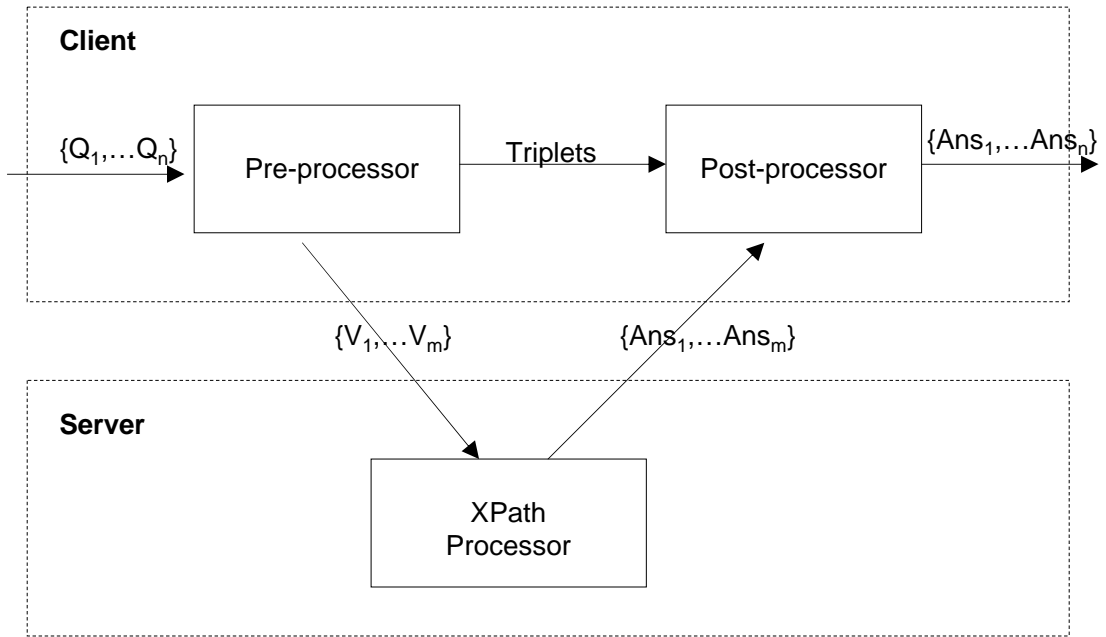 Client
{Q₁,…Qₙ}
Pre-processor
Triplets
Post-processor
{Ans₁,…Ansₙ}
{V₁,…Vₘ}
{Ans₁,…Ansₘ}
Server
XPath
Processor